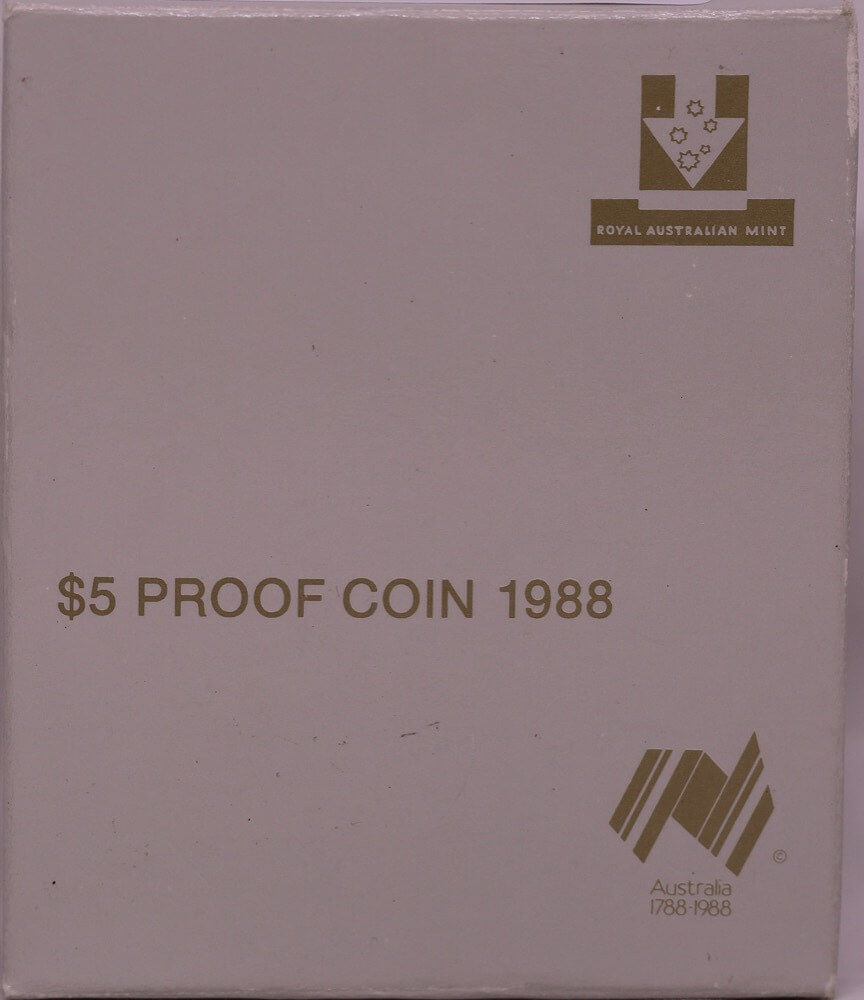 ROYAL AUSTRALIAN MINT
$5 PROOF COIN 1988
©
Australia
1788-1988